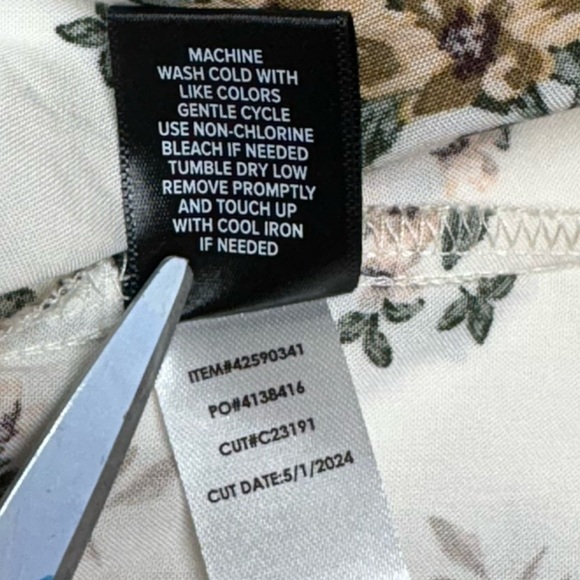 MACHINE
WASH COLD WITH
LIKE COLORS
GENTLE CYCLE
USE NON-CHLORINE
BLEACH IF NEEDED
TUMBLE DRY LOW
REMOVE PROMPTLY
AND TOUCH UP
WITH COOL IRON
IF NEEDED
ITEM#42590341
PO#4138416
CUT#C23191
CUT DATE:5/1/2024